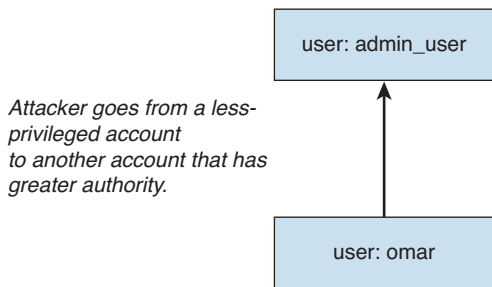 user: admin_user
Attacker goes from a less-
privileged account
to another account that has
greater authority.
user: omar